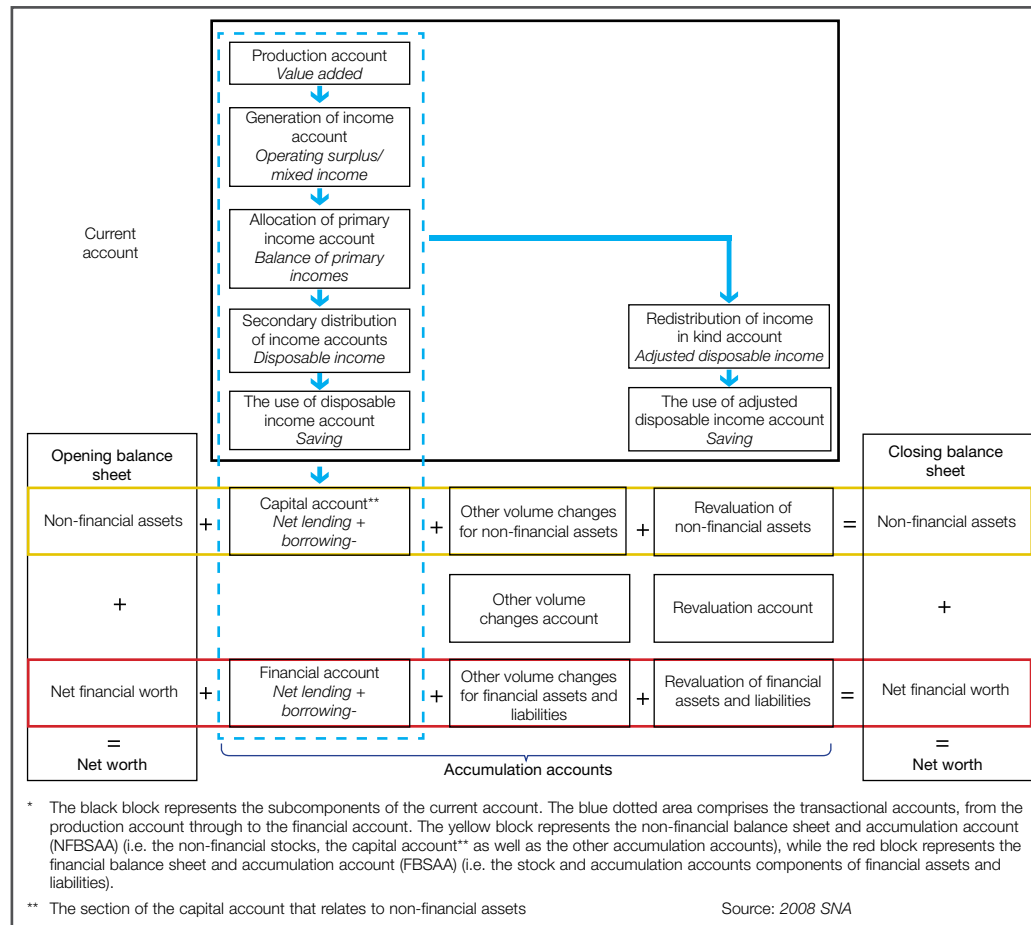 Production account
Value added
Generation of income
account
Operating surplus/
mixed income
Current
account
Allocation of primary
income account
Balance of primary
incomes
Secondary distribution
of income accounts
Disposable income
Redistribution of income
in kind account
Adjusted disposable income
The use of disposable
income account
Saving
The use of adjusted
disposable income account
Saving
Opening balance
sheet
Closing balance
sheet
Non-financial assets
+
Capital account**
Net lending +
borrowing-
+
Other volume changes
for non-financial assets
+
Revaluation of
non-financial assets
=
Non-financial assets
+
Other volume
changes account
Revaluation account
+
Net financial worth
+
Financial account
Net lending +
borrowing-
+
Other volume changes
for financial assets and
liabilities
+
Revaluation of financial
assets and liabilities
=
Net financial worth
=
Net worth
Accumulation accounts
=
Net worth
* The black block represents the subcomponents of the current account. The blue dotted area comprises the transactional accounts, from the
production account through to the financial account. The yellow block represents the non-financial balance sheet and accumulation account
(NFBSAA) (i.e. the non-financial stocks, the capital account** as well as the other accumulation accounts), while the red block represents the
financial balance sheet and accumulation account (FBSAA) (i.e. the stock and accumulation accounts components of financial assets and
liabilities).
** The section of the capital account that relates to non-financial assets
Source: 2008 SNA